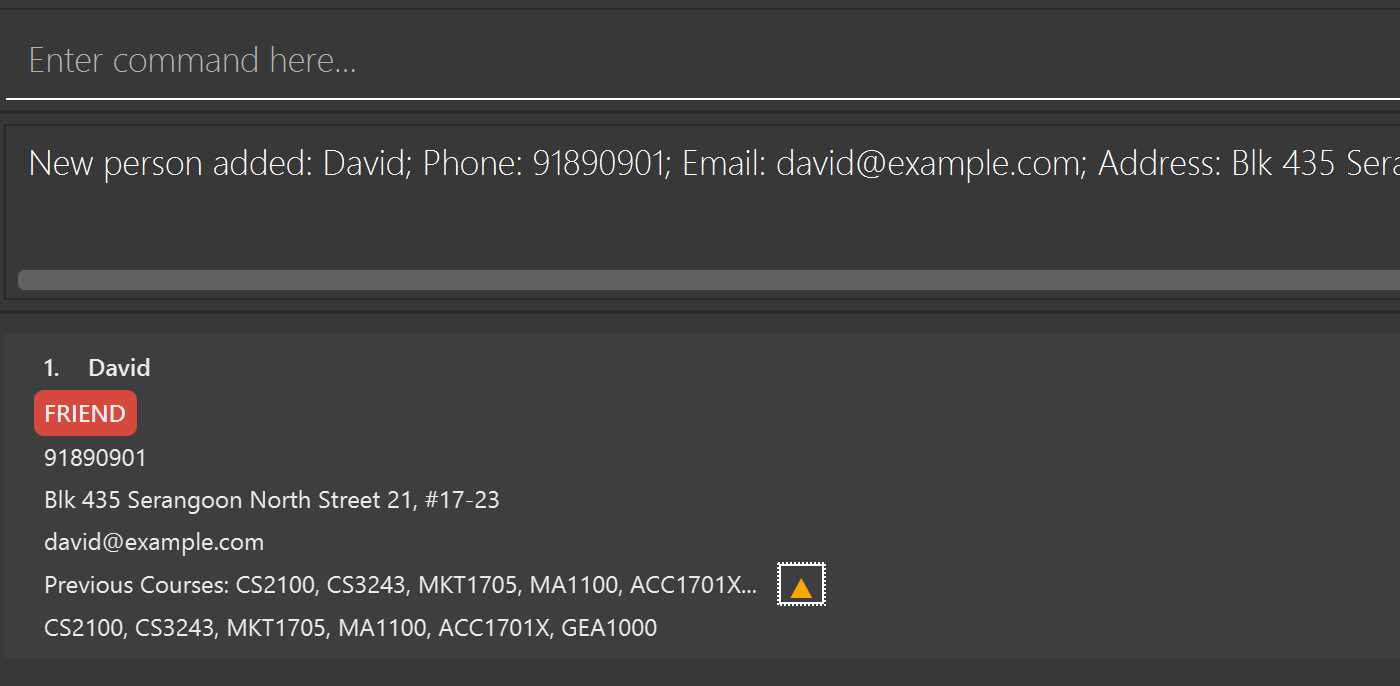 Enter command here...
New person added: David; Phone: 91890901; Email: david@example.com; Address: Blk 435
1. David
FRIEND
91890901
Blk 435 Serangoon North Street 21, #17-23
david@example.com
Previous Courses: CS2100, CS3243, MKT1705, MA1100, ACC1701X...
CS2100, CS3243, MKT1705, MA1100, ACC1701X, GEA1000